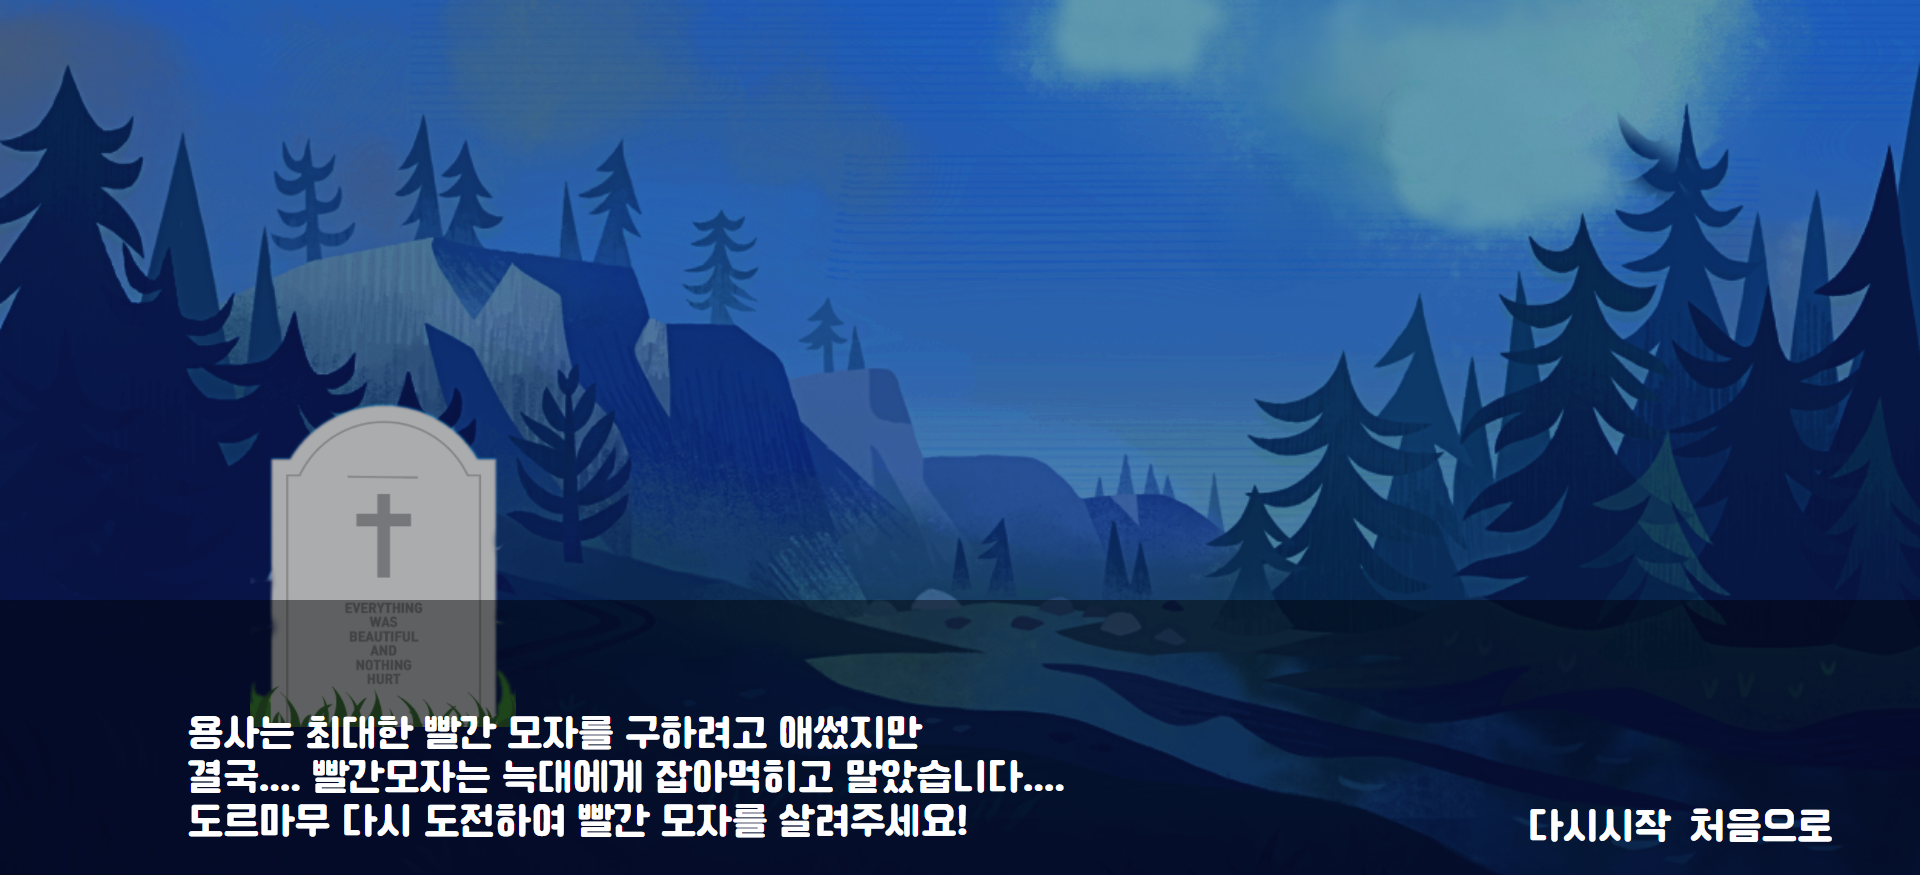 EVERYTHING
WAS
BEAUTIFUL
AND
NOTHING
HURT
용사는 최대한 빨간 모자를 구하려고 애썼지만
결국.... 빨간모자는 늑대에게 잡아먹히고 말았습니다....
도르마무 다시 도전하여 빨간 모자를 살려주세요!
다시시작 처음으로